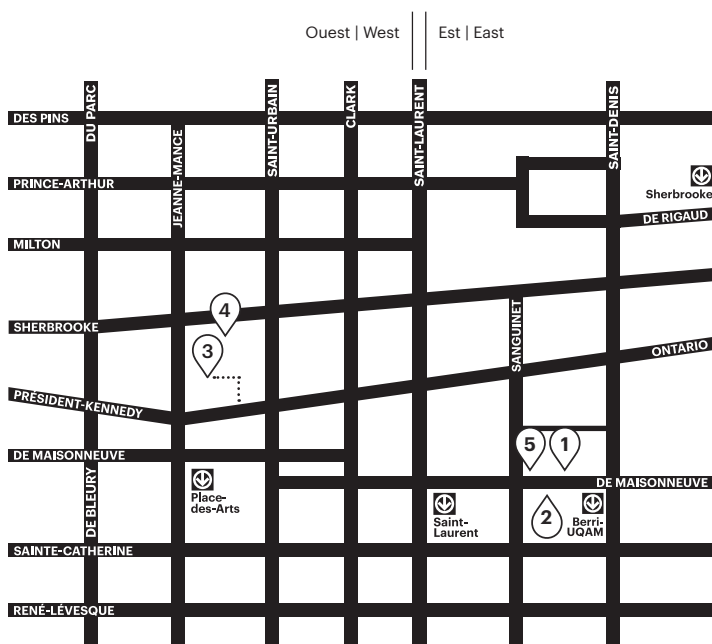 Ouest | West
Est | East
DU PARC
SAINT-URBAIN
CLARK
SAINT-LAURENT
SAINT-DENIS
DES PINS
JEANNE-MANCE
PRINCE-ARTHUR
Sherbrooke
DE RIGAUD
MILTON
4
SHERBROOKE
3
SANGUINET
ONTARIO
PRÉSIDENT-KENNEDY
5
1
DE MAISONNEUVE
DE MAISONNEUVE
DE BLEURY
Place-
des-Arts
Saint-
Laurent
2
Berri-
UQAM
SAINTE-CATHERINE
RENÉ-LÉVESQUE